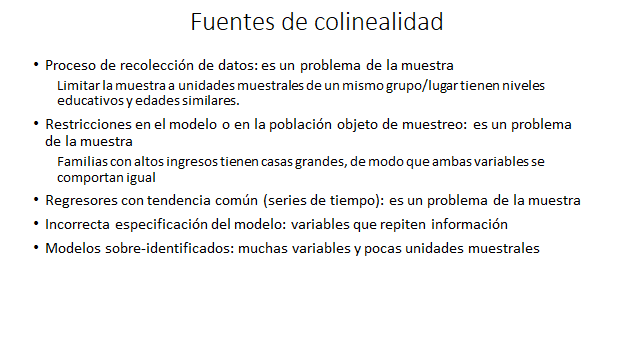 Fuentes de colinealidad
• Proceso de recolección de datos: es un problema de la muestra
Limitar la muestra a unidades muestrales de un mismo grupo/lugar tienen niveles
educativos y edades similares.
• Restricciones en el modelo o en la población objeto de muestreo: es un problema
de la muestra
Familias con altos ingresos tienen casas grandes, de modo que ambas variables se
comportan igual
• Regresores con tendencia común (series de tiempo): es un problema de la muestra
• Incorrecta especificación del modelo: variables que repiten información
• Modelos sobre-identificados: muchas variables y pocas unidades muestrales